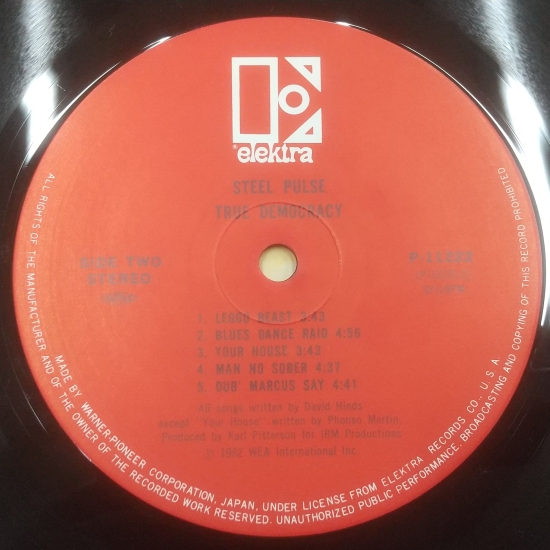 *elektra
STEEL PULSE
TRUE DEMOCRACY
SIDE TWO
STEREO
1. LEGGO BEAST 3:43
2. BLUES DANCE RAID 4:56
3. YOUR HOUSE 3:43
4. MAN NO SOBER 4:37
5. DUB' MARCUS SAY 4:41
All songs written by David Hinds
except "Your House" written by Phonso Martin.
Produced by Karl Pitterson for IRM Productions
Ⓟ 1982 WEA International Inc.
ALL RIGHTS OF THE MANUFACTURER AND OF THE OWNER OF THE RECORDED WORK RESERVED. UNAUTHORIZED PUBLIC PERFORMANCE, BROADCASTING AND COPYING OF THIS RECORD PROHIBITED
MADE BY WARNER-PIONEER CORPORATION, JAPAN, UNDER LICENSE FROM ELEKTRA RECORDS CO., U.S.A.